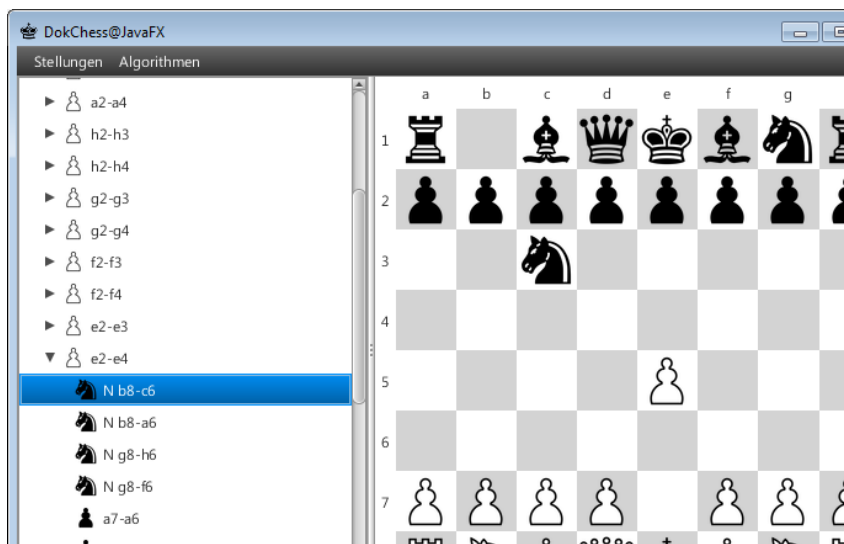 DokChess@JavaFX
Stellungen Algorithmen
a2-a4
h2-h3
h2-h4
g2-g3
g2-g4
f2-f3
f2-f4
e2-e3
e2-e4
N b8-c6
N b8-a6
N g8-h6
N g8-f6
a7-a6
a b c d e f g
1
2
3
4
5
6
7